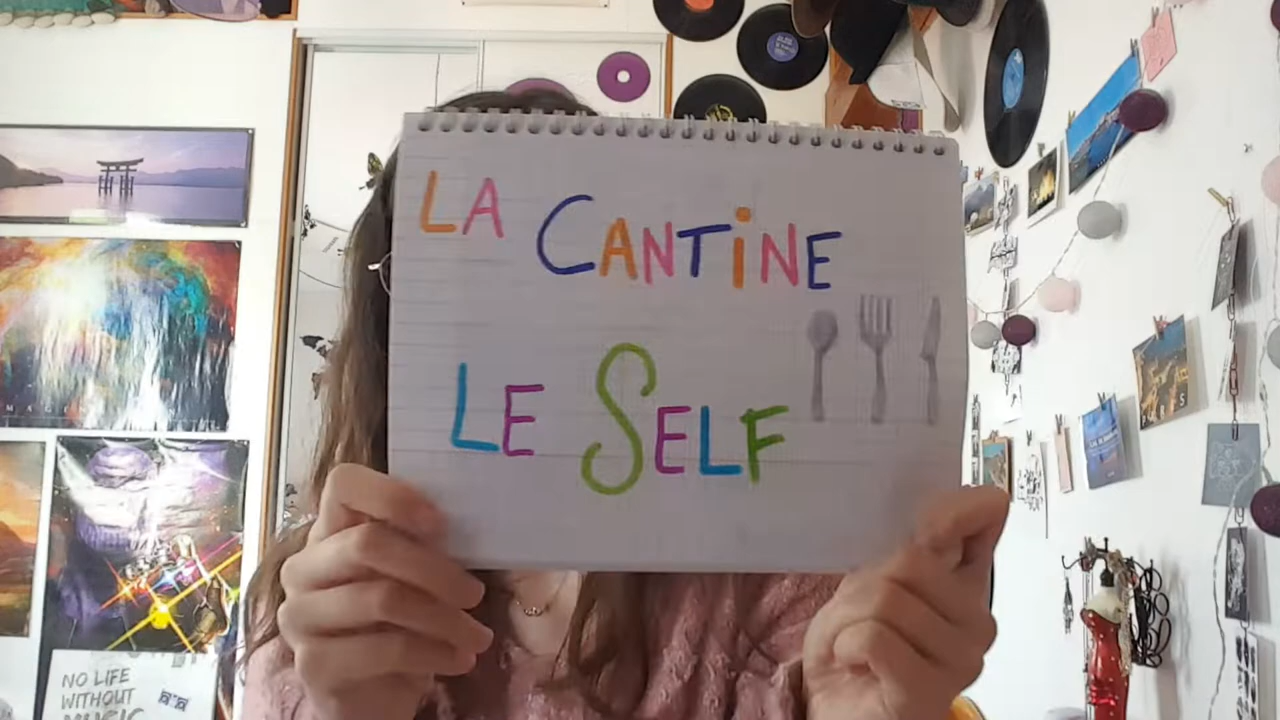 LA CANTiNE
LE SELF
NO LIFE
WITHOUT
MUSIC